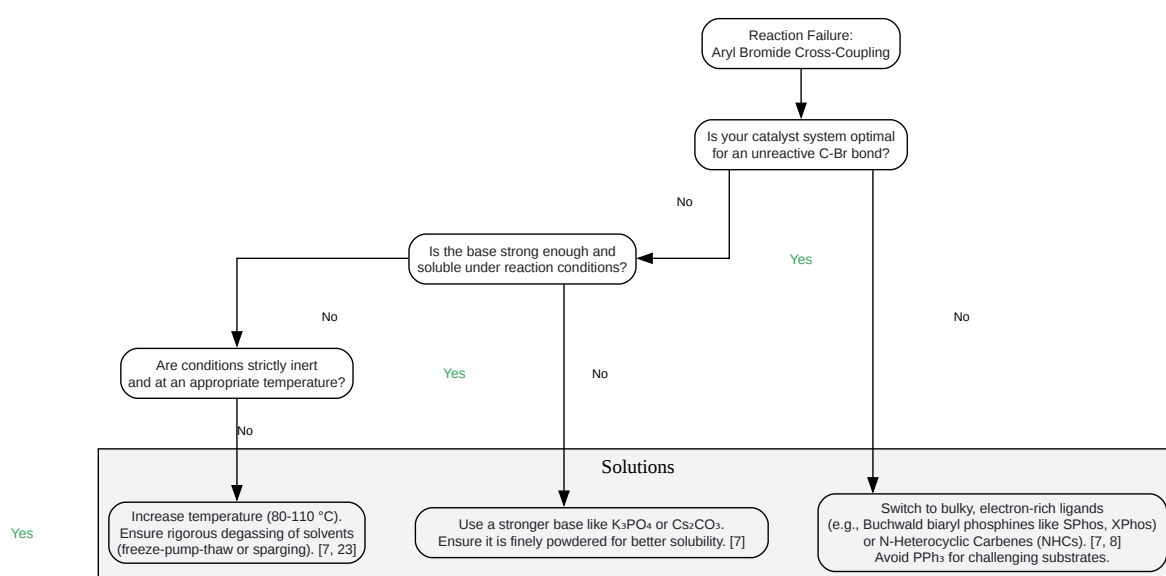 Reaction Failure:
Aryl Bromide Cross-Coupling
Is your catalyst system optimal
for an unreactive C-Br bond?
No
Is the base strong enough and
soluble under reaction conditions?
Yes
No
No
Are conditions strictly inert
and at an appropriate temperature?
Yes
No
No
Solutions
Increase temperature (80-110 °C).
Ensure rigorous degassing of solvents
(freeze-pump-thaw or sparging). [7, 23]
Use a stronger base like K₃PO₄ or Cs₂CO₃.
Ensure it is finely powdered for better solubility. [7]
Switch to bulky, electron-rich ligands
(e.g., Buchwald biaryl phosphines like SPhos, XPhos)
or N-Heterocyclic Carbenes (NHCs). [7, 8]
Avoid PPh₃ for challenging substrates.
Yes